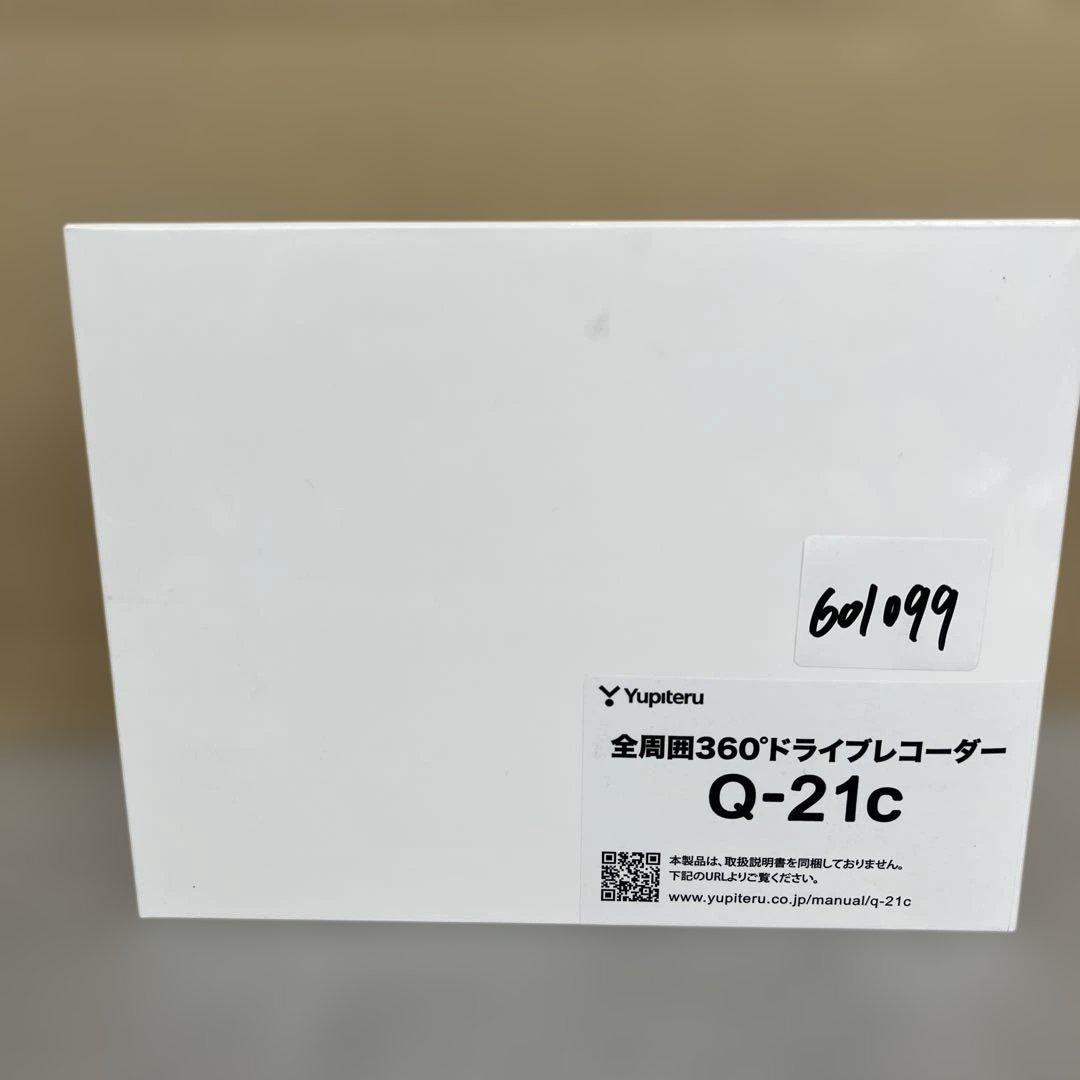 601099
Yupiteru
全周囲360°ドライブレコーダー
Q-21c
本製品は、取扱説明書を同梱しておりません。
下記のURLよりご覧ください。
www.yupiteru.co.jp/manual/q-21c